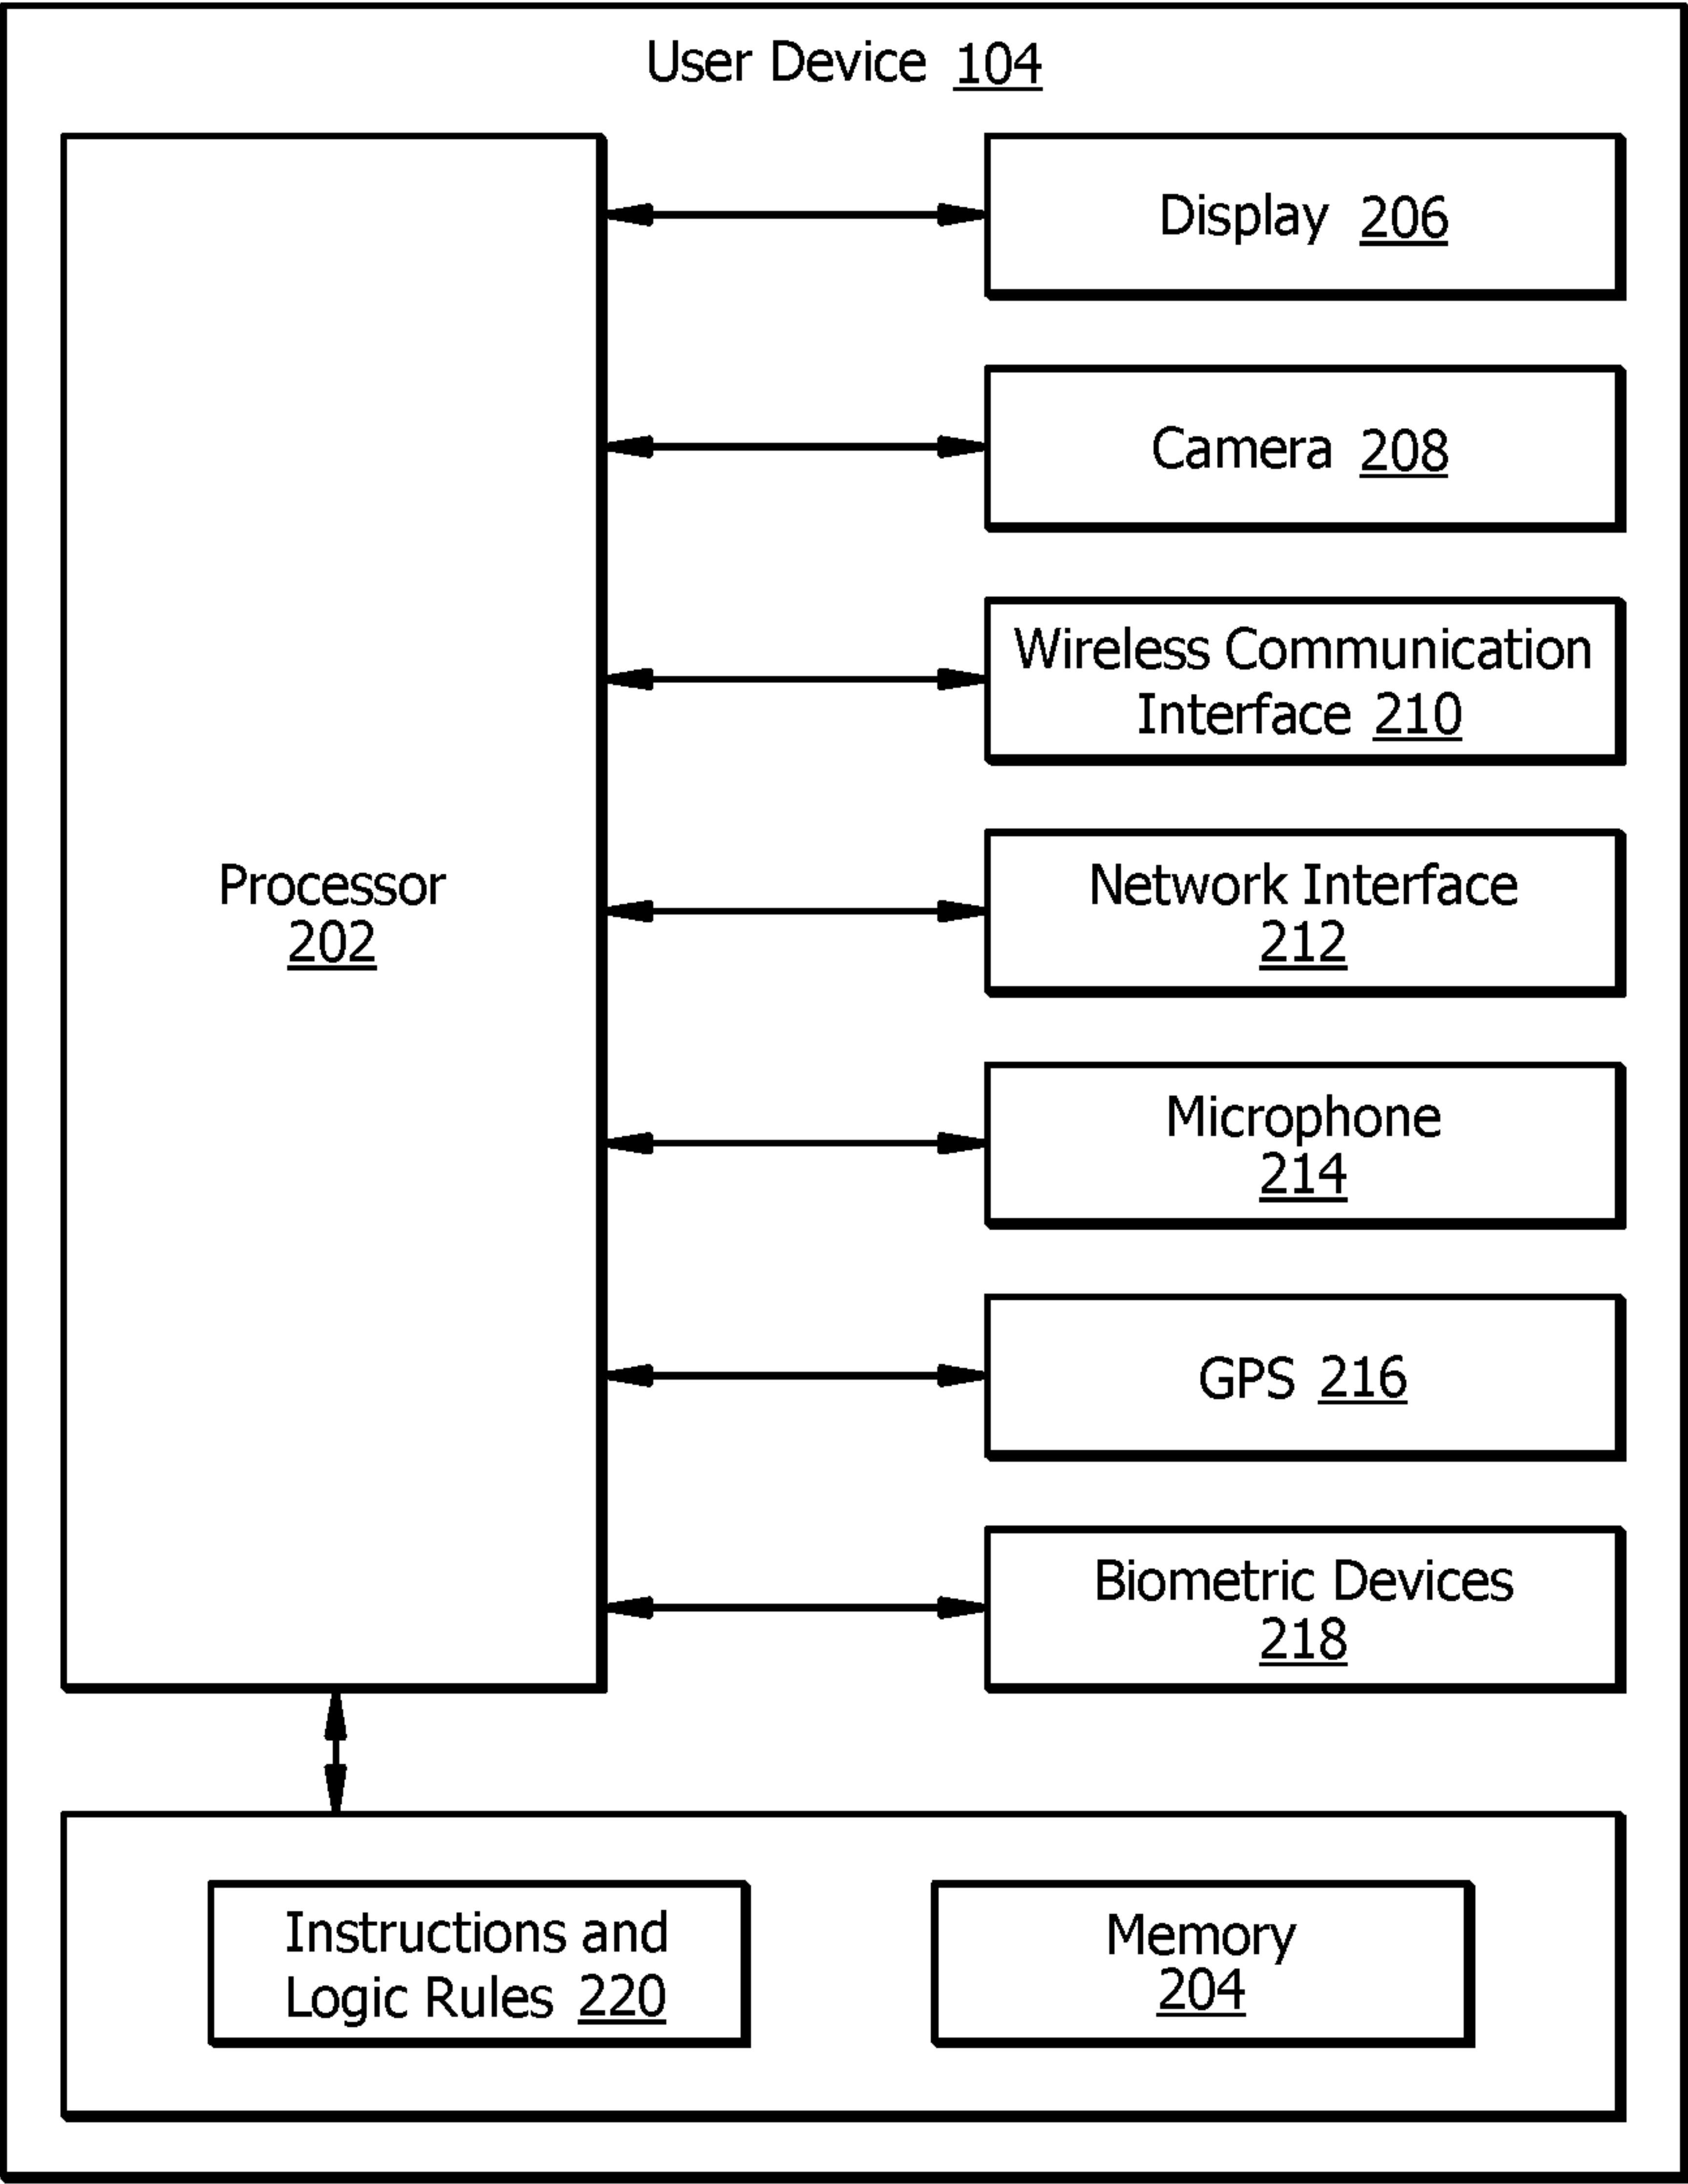 User Device 104
Display 206
Camera 208
Wireless Communication
Interface 210
Processor
202
Network Interface
212
Microphone
214
GPS 216
Biometric Devices
218
Instructions and
Logic Rules 220
Memory
204